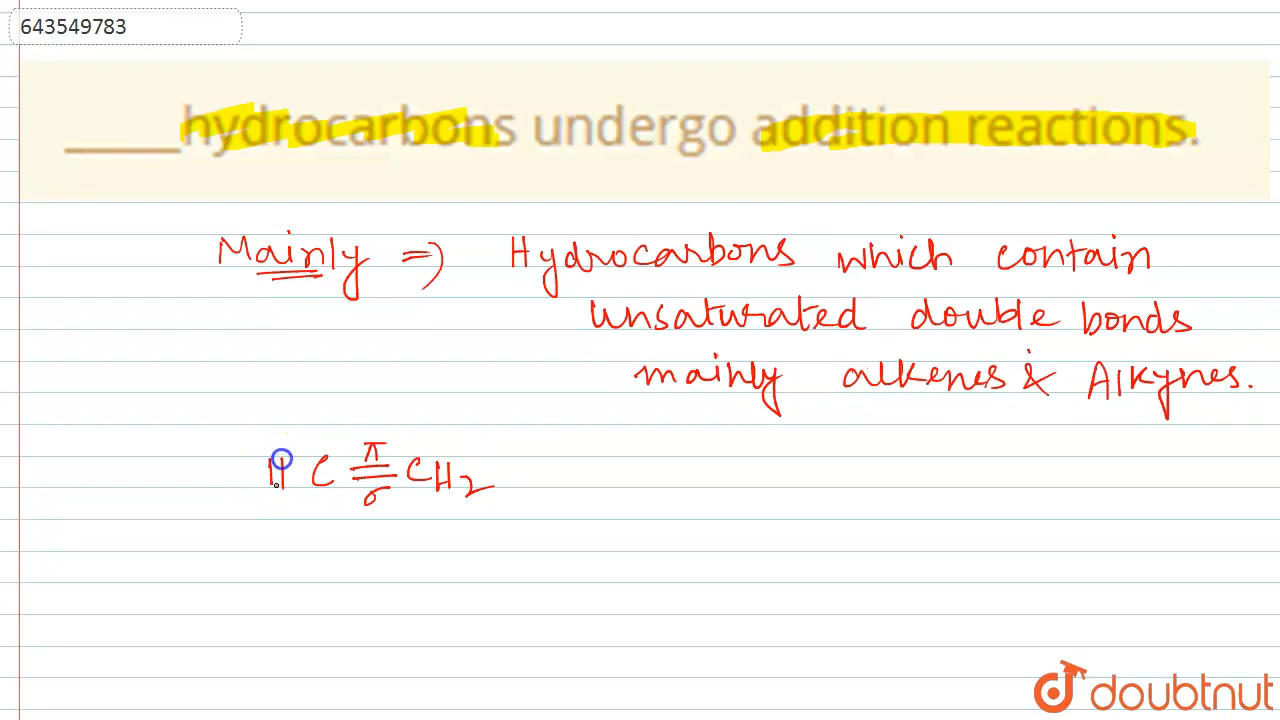 643549783
_____hydrocarbons undergo addition reactions.
Mainly => Hydrocarbons which contain
unsaturated double bonds
mainly alkenes & Alkynes.
π
H C = CH2
σ
doubtnut